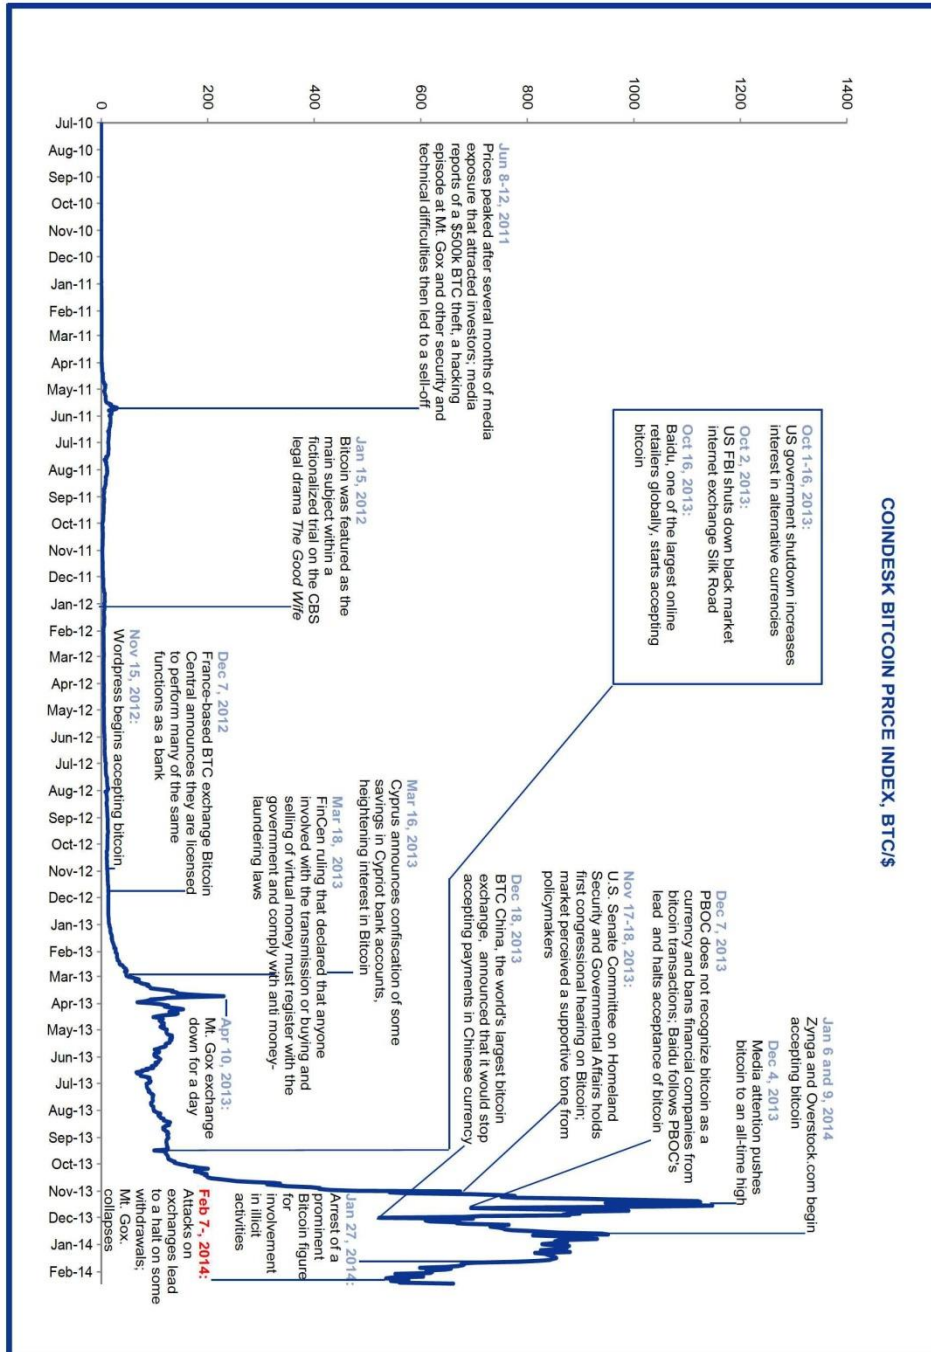 COINDESK BITCOIN PRICE INDEX, BTC/$
1400
1200
1000
800
600
400
200
0
Jun 8-12, 2011
Prices peaked after several months of media
exposure that attracted investors; media
reports of a $500k BTC theft, a hacking
episode at Mt. Gox and other security and
technical difficulties then led to a sell-off
Jan 15, 2012
Bitcoin was featured as the
main subject within a
fictionalized trial on the CBS
legal drama The Good Wife
Oct 1-16, 2013:
US government shutdown increases
interest in alternative currencies
Oct 2, 2013:
US FBI shuts down black market
internet exchange Silk Road
Oct 16, 2013:
Baidu, one of the largest online
retailers globally, starts accepting
bitcoin
Nov 15, 2012:
Wordpress begins accepting bitcoin
Dec 7, 2012
France-based BTC exchange Bitcoin
Central announces they are licensed
to perform many of the same
functions as a bank
Mar 16, 2013
Cyprus announces confiscation of some
savings in Cypriot bank accounts,
heightening interest in Bitcoin
Mar 18, 2013
FinCen ruling that declared that anyone
involved with the transmission or buying and
selling of virtual money must register with the
government and comply with anti money-
laundering laws
Apr 10, 2013:
Mt. Gox exchange
down for a day
Jan 6 and 9, 2014
Zynga and Overstock.com begin
accepting bitcoin
Dec 4, 2013
Media attention pushes
bitcoin to an all-time high
Dec 7, 2013
PBOC does not recognize bitcoin as a
currency and bans financial companies from
bitcoin transactions; Baidu follows PBOC's
lead and halts acceptance of bitcoin
Nov 17-18, 2013:
U.S. Senate Committee on Homeland
Security and Governmental Affairs holds
first congressional hearing on Bitcoin;
market perceived a supportive tone from
policymakers
Dec 18, 2013
BTC China, the world's largest bitcoin
exchange, announced that it would stop
accepting payments in Chinese currency
Jan 27, 2014:
Arrest of a
prominent
Bitcoin figure
for
involvement
in illicit
activities
Feb 7-, 2014:
Attacks on
exchanges lead
to a halt on some
withdrawals;
Mt. Gox.
collapses
Jul-10
Aug-10
Sep-10
Oct-10
Nov-10
Dec-10
Jan-11
Feb-11
Mar-11
Apr-11
May-11
Jun-11
Jul-11
Aug-11
Sep-11
Oct-11
Nov-11
Dec-11
Jan-12
Feb-12
Mar-12
Apr-12
May-12
Jun-12
Jul-12
Aug-12
Sep-12
Oct-12
Nov-12
Dec-12
Jan-13
Feb-13
Mar-13
Apr-13
May-13
Jun-13
Jul-13
Aug-13
Sep-13
Oct-13
Nov-13
Dec-13
Jan-14
Feb-14